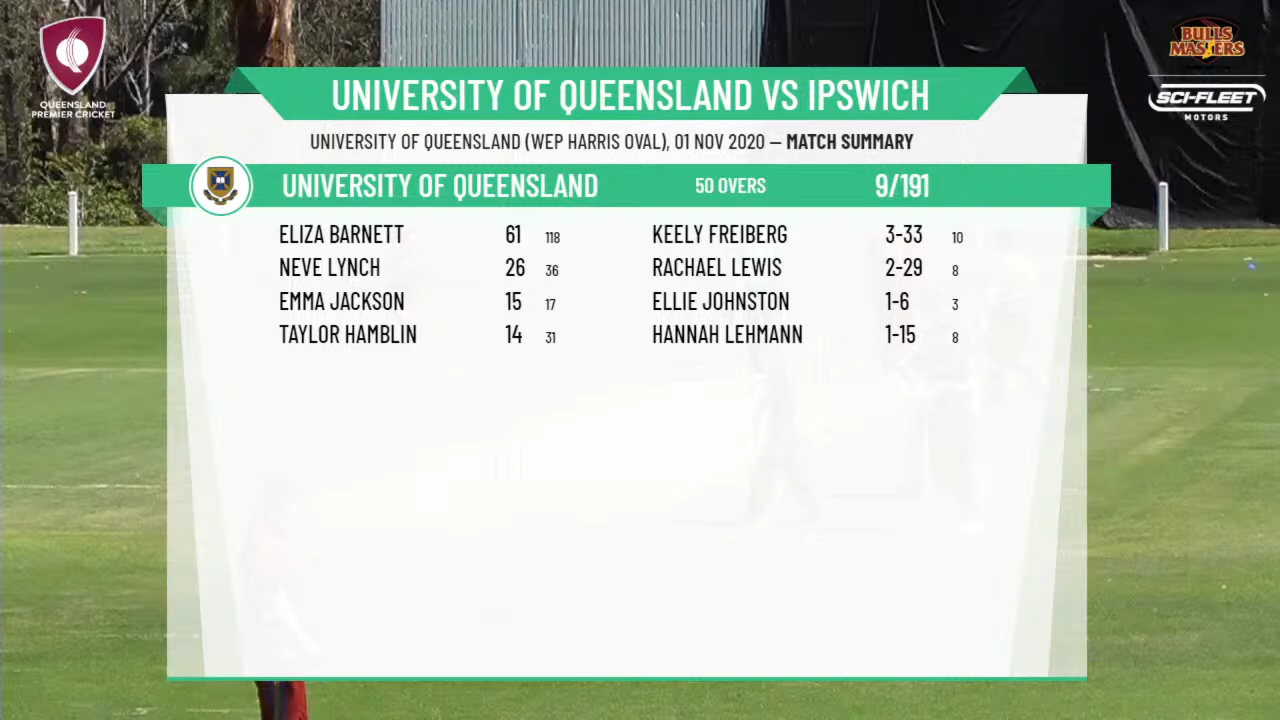 QUEENSLAND
PREMIER CRICKET
BULLS
MASTERS
SCI-FLEET
MOTORS
UNIVERSITY OF QUEENSLAND VS IPSWICH
UNIVERSITY OF QUEENSLAND (WEP HARRIS OVAL), 01 NOV 2020 – MATCH SUMMARY
UNIVERSITY OF QUEENSLAND 50 OVERS 9/191
ELIZA BARNETT 61 118 KEELY FREIBERG 3-33 10
NEVE LYNCH 26 36 RACHAEL LEWIS 2-29 8
EMMA JACKSON 15 17 ELLIE JOHNSTON 1-6 3
TAYLOR HAMBLIN 14 31 HANNAH LEHMANN 1-15 8